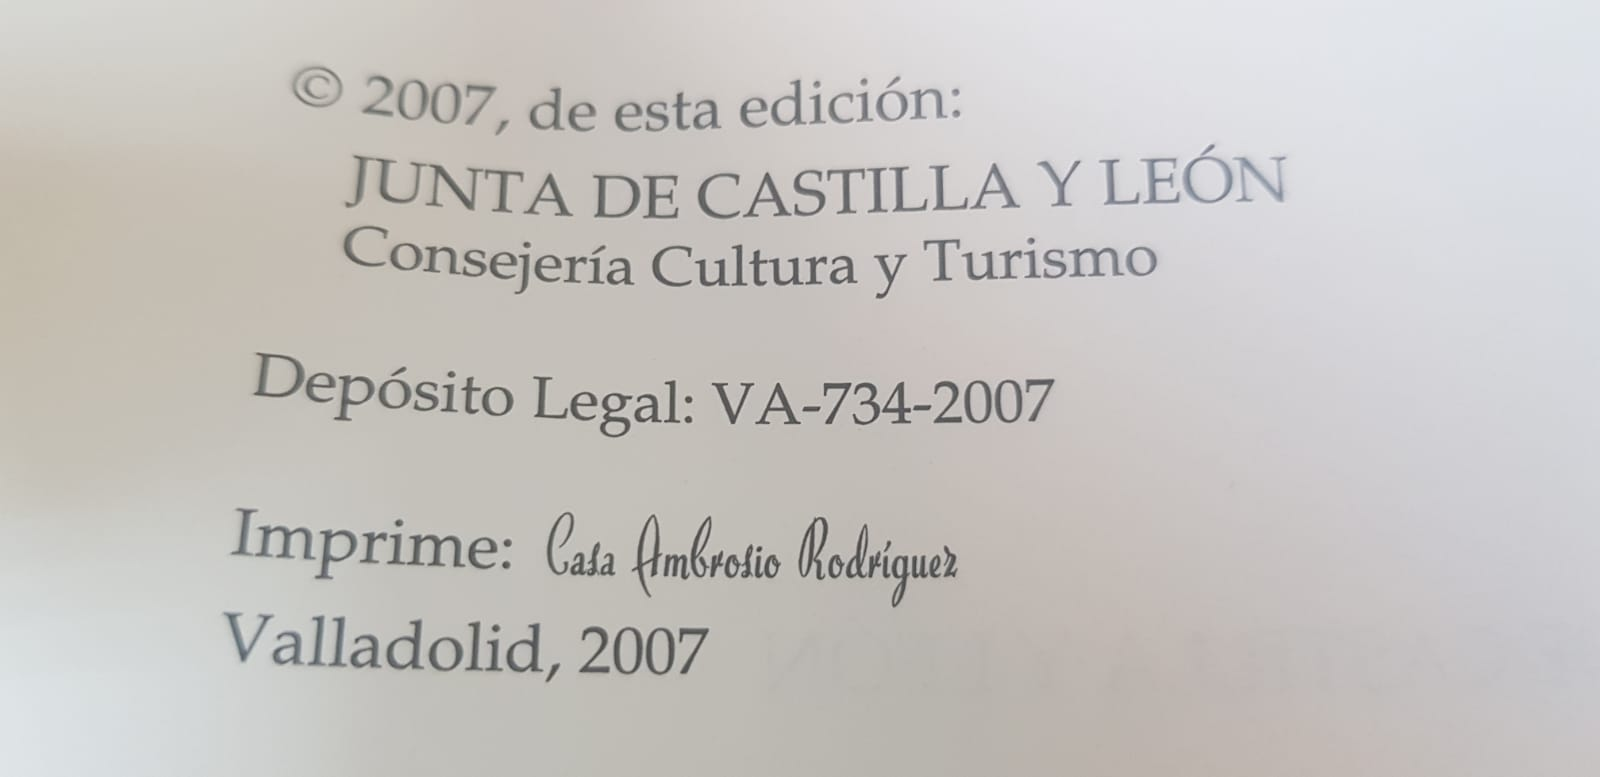 © 2007, de esta edición:
JUNTA DE CASTILLA Y LEÓN
Consejería Cultura y Turismo
Depósito Legal: VA-734-2007
Imprime: Casa Ambrosio Rodríguez
Valladolid, 2007